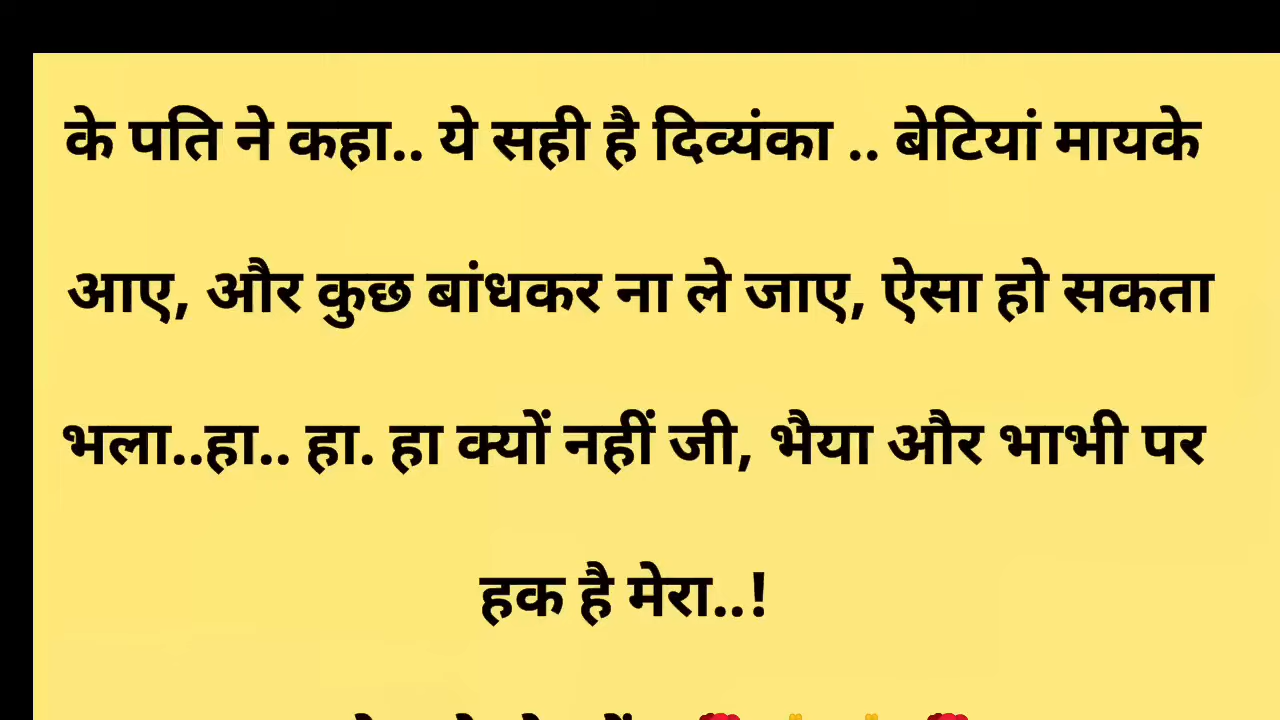 के पति ने कहा.. ये सही है दिव्यंका .. बेटियां मायके
आए, और कुछ बांधकर ना ले जाए, ऐसा हो सकता
भला..हा.. हा. हा क्यों नहीं जी, भैया और भाभी पर
हक है मेरा..!